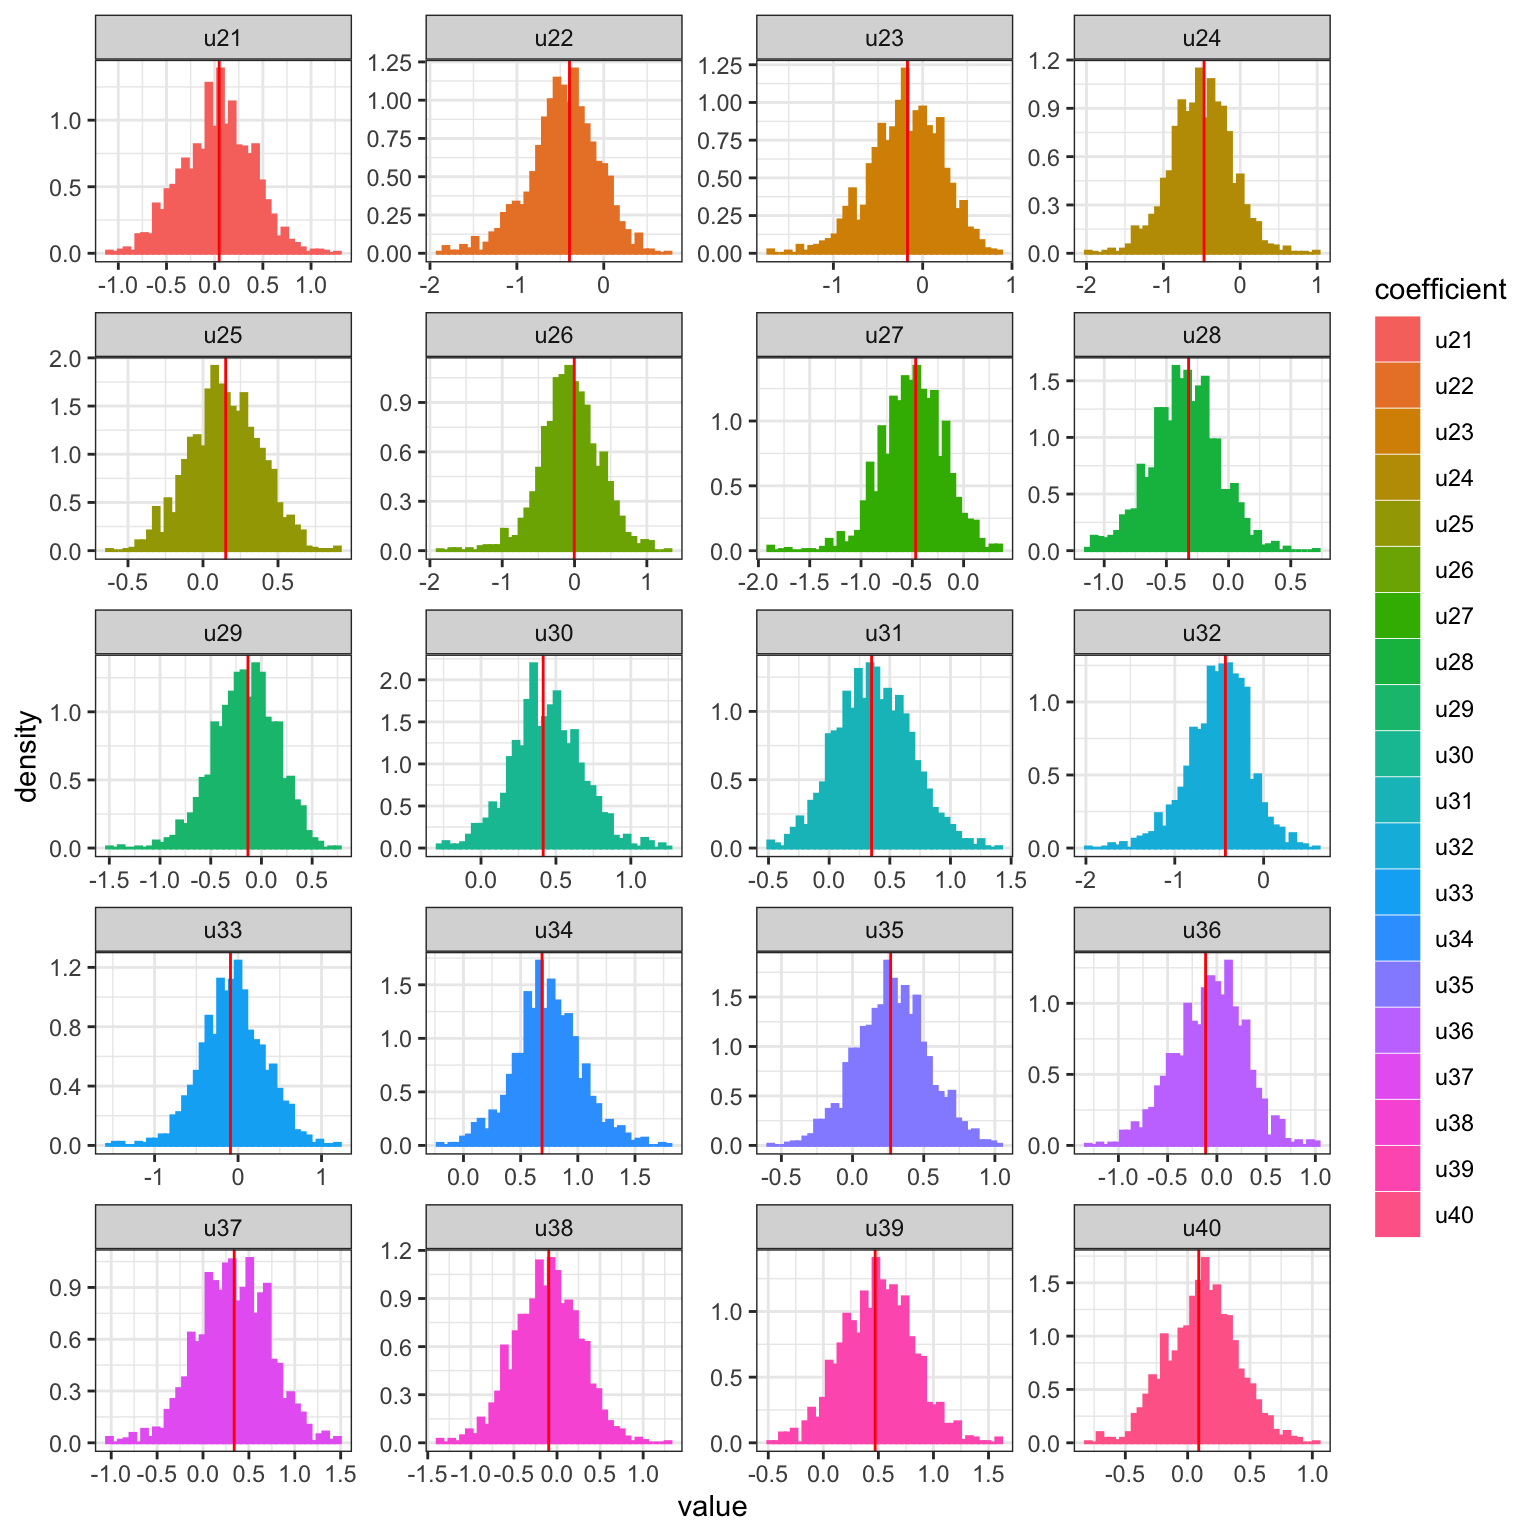 u21 u22 u23 u24
0.0 0.5 1.0
-1.0 -0.5 0.0 0.5 1.0
0.00 0.25 0.50 0.75 1.00 1.25
-2 -1 0
0.00 0.25 0.50 0.75 1.00 1.25
-1 0 1
0.0 0.3 0.6 0.9 1.2
-2 -1 0 1
u25 u26 u27 u28
0.0 0.5 1.0 1.5 2.0
-0.5 0.0 0.5
0.0 0.3 0.6 0.9
-2 -1 0 1
0.0 0.5 1.0
-2.0 -1.5 -1.0 -0.5 0.0
0.0 0.5 1.0 1.5
-1.0 -0.5 0.0 0.5
u29 u30 u31 u32
0.0 0.5 1.0
-1.5 -1.0 -0.5 0.0 0.5
0.0 0.5 1.0 1.5 2.0
0.0 0.5 1.0
0.0 0.5 1.0
-0.5 0.0 0.5 1.0 1.5
0.0 0.5 1.0
-2 -1 0
u33 u34 u35 u36
0.0 0.4 0.8 1.2
-1 0 1
0.0 0.5 1.0 1.5
0.0 0.5 1.0 1.5
0.0 0.5 1.0 1.5
-0.5 0.0 0.5 1.0
0.0 0.5 1.0
-1.0 -0.5 0.0 0.5 1.0
u37 u38 u39 u40
0.0 0.3 0.6 0.9
-1.0 -0.5 0.0 0.5 1.0 1.5
0.0 0.3 0.6 0.9 1.2
-1.5 -1.0 -0.5 0.0 0.5 1.0
0.0 0.5 1.0
-0.5 0.0 0.5 1.0 1.5
0.0 0.5 1.0 1.5
-0.5 0.0 0.5 1.0
density
value
coefficient
u21
u22
u23
u24
u25
u26
u27
u28
u29
u30
u31
u32
u33
u34
u35
u36
u37
u38
u39
u40